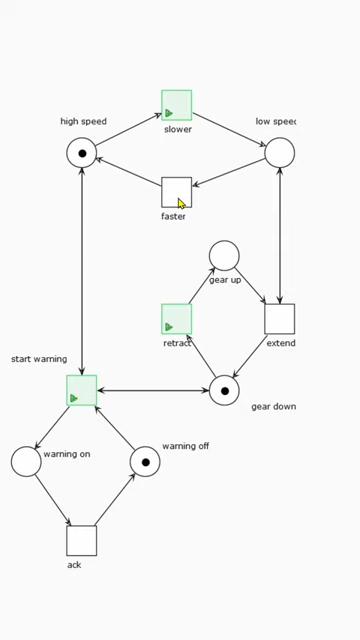 high speed
low speed
slower
faster
gear up
retract
extend
start warning
gear down
warning off
warning on
ack